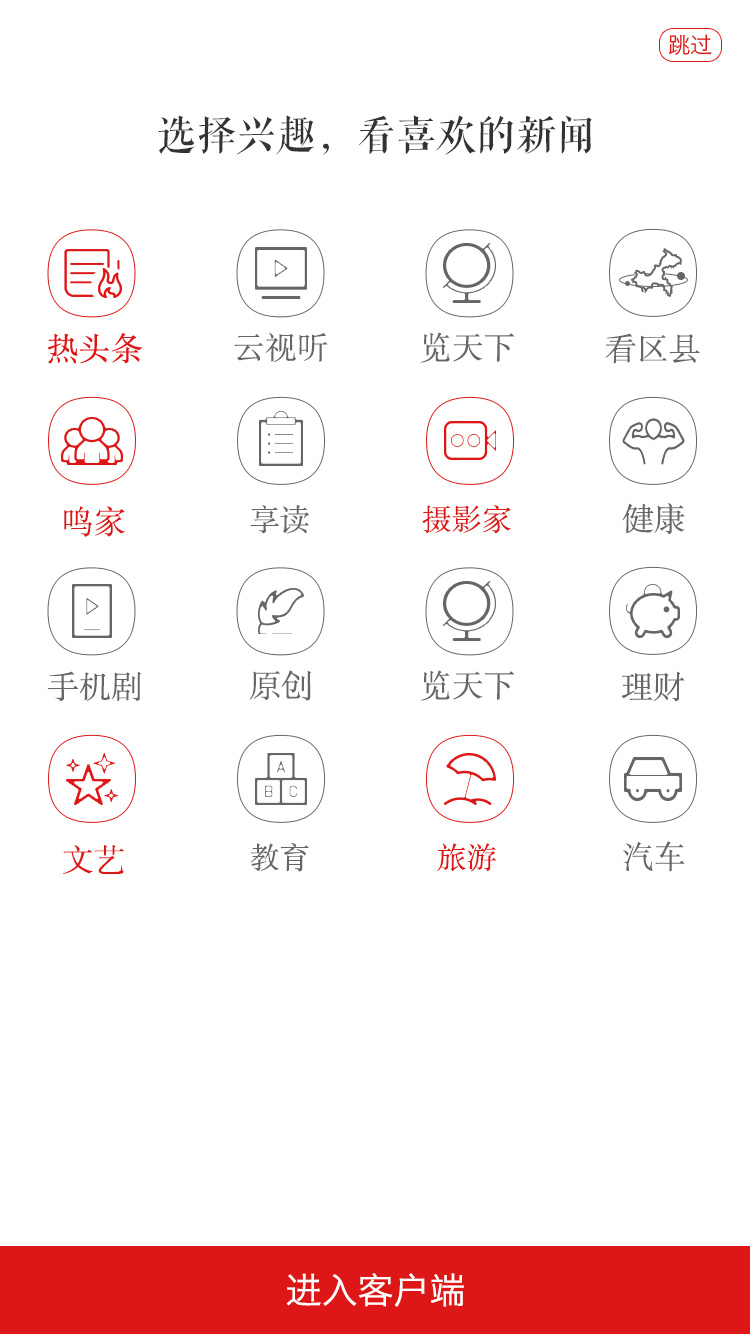 跳过
选择兴趣，看喜欢的新闻
热头条 云视听 览天下 看区县
鸣家 享读 摄影家 健康
手机剧 原创 览天下 理财
A
B C
文艺 教育 旅游 汽车
进入客户端